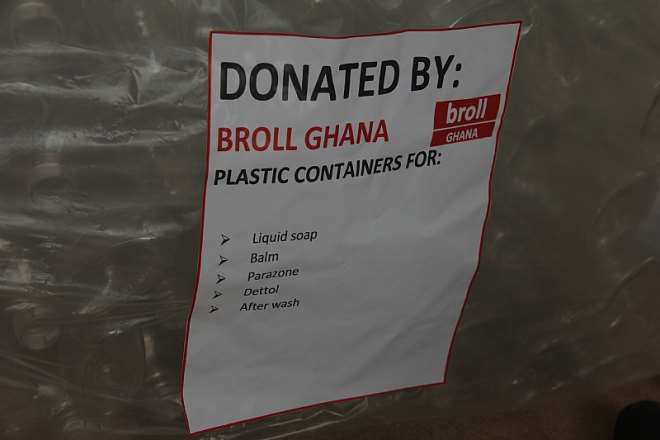 DONATED BY:
BROLL GHANA
broll
GHANA
PLASTIC CONTAINERS FOR:
Liquid soap
Balm
Parazone
Dettol
After wash